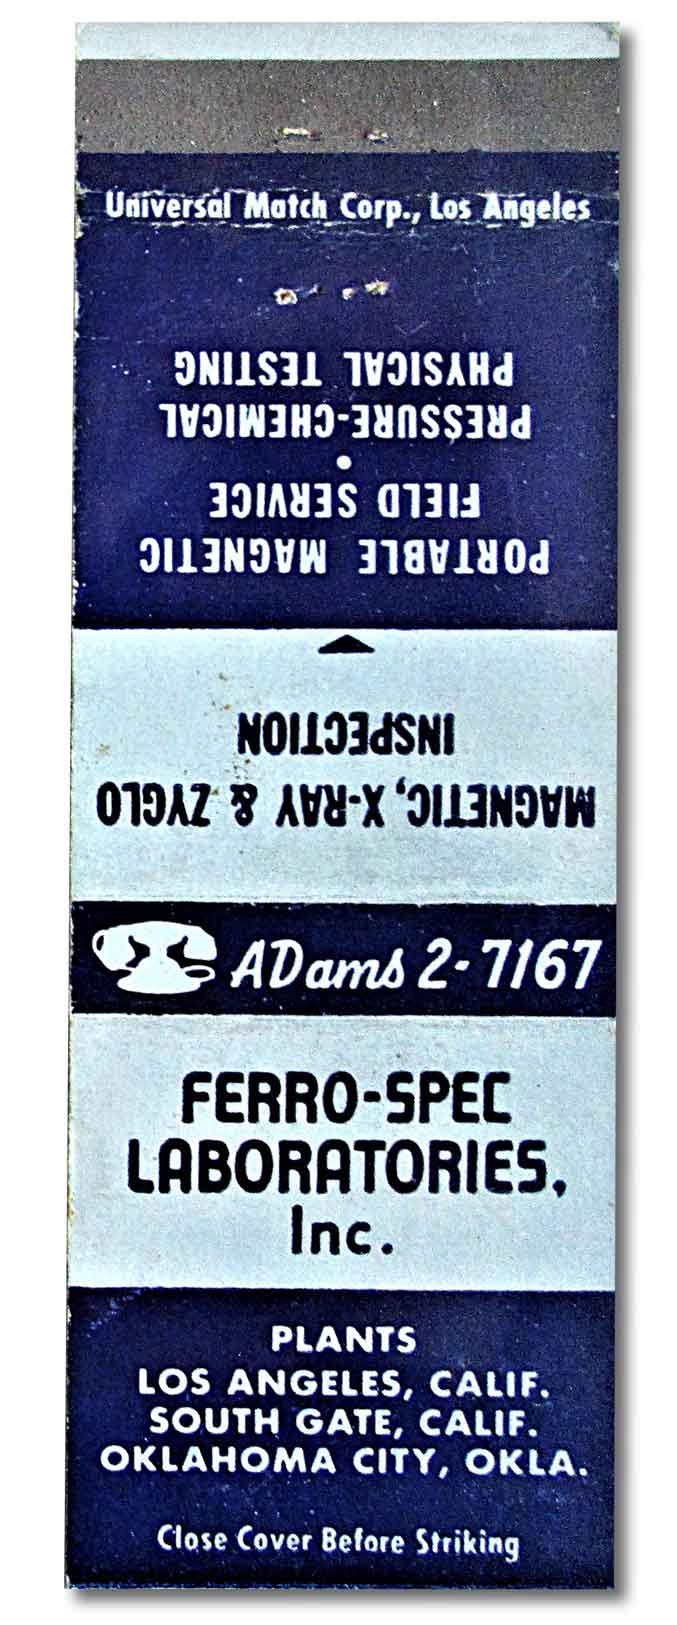 Universal Match Corp., Los Angeles
PORTABLE MAGNETIC
FIELD SERVICE
•
PRESSURE-CHEMICAL
PHYSICAL TESTING
MAGNETIC, X-RAY & ZYGLO
INSPECTION
ADams 2-7167
FERRO-SPEC
LABORATORIES,
Inc.
PLANTS
LOS ANGELES, CALIF.
SOUTH GATE, CALIF.
OKLAHOMA CITY, OKLA.
Close Cover Before Striking